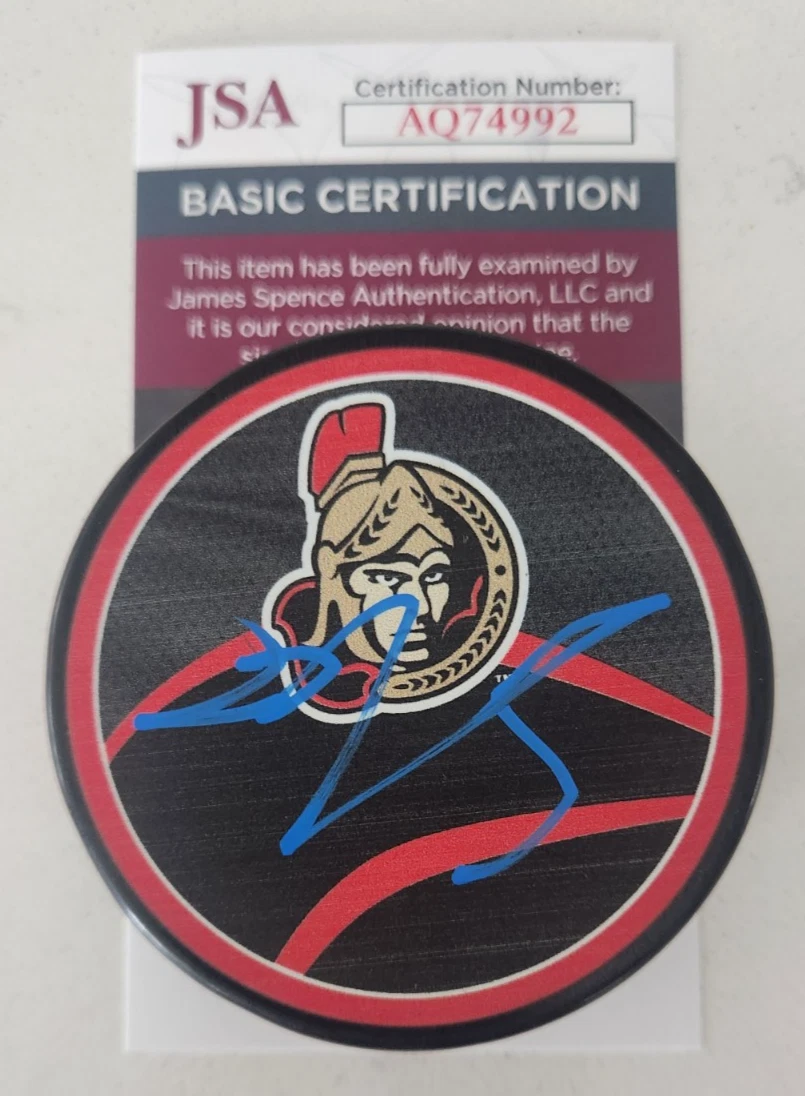 JSA
Certification Number:
AQ74992
BASIC CERTIFICATION
This item has been fully examined by
James Spence Authentication, LLC and
it is our considered opinion that the
TM